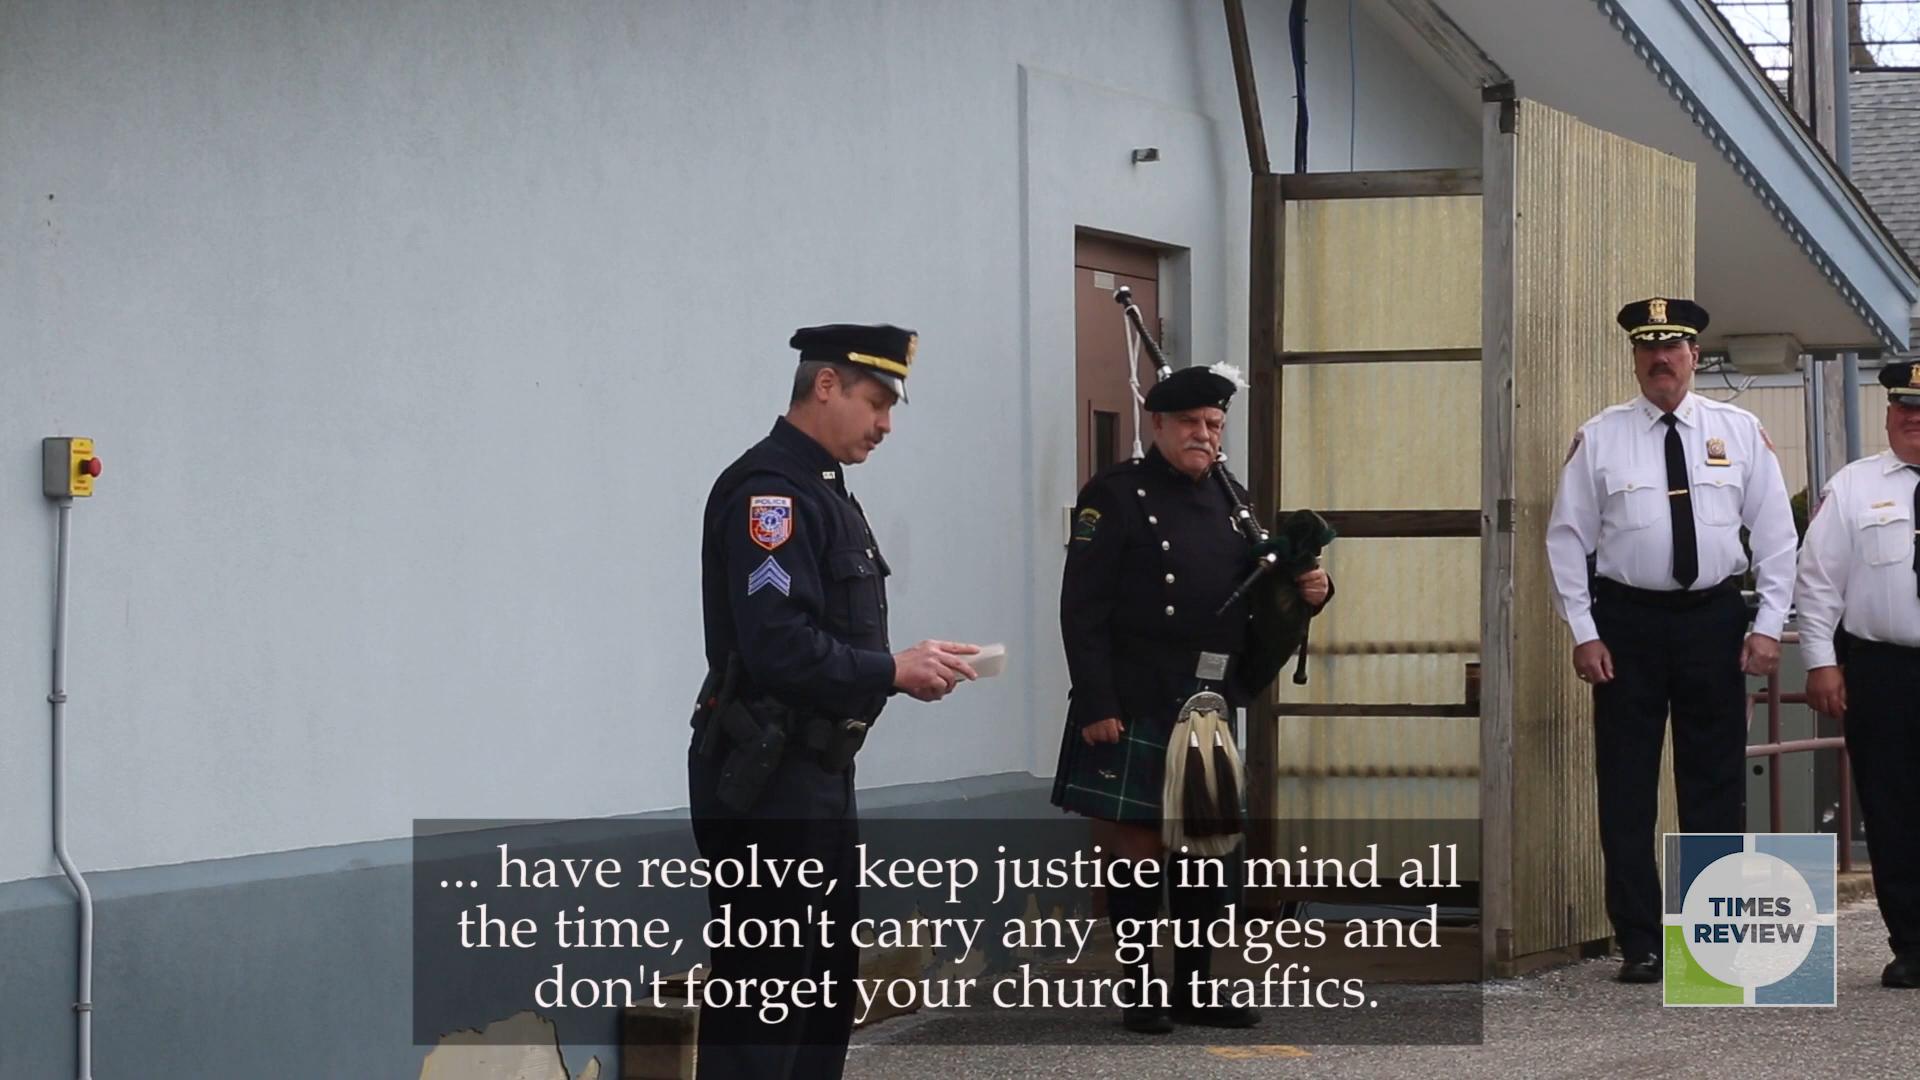 POLICE
... have resolve, keep justice in mind all
the time, don't carry any grudges and
don't forget your church traffics.
TIMES
REVIEW